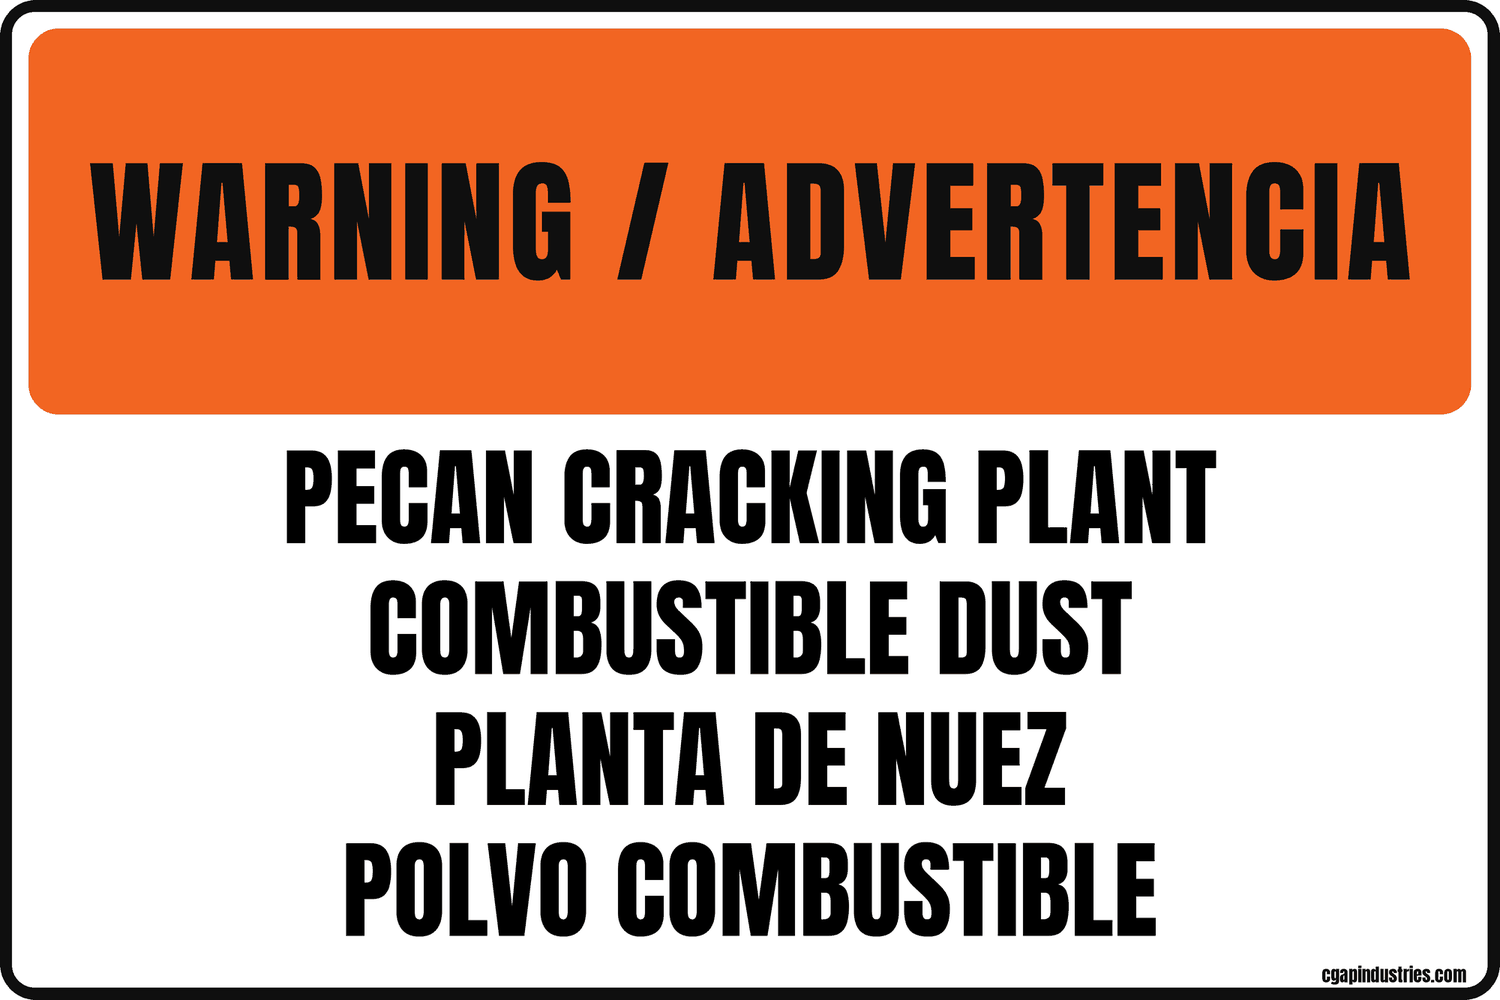 WARNING / ADVERTENCIA
PECAN CRACKING PLANT
COMBUSTIBLE DUST
PLANTA DE NUEZ
POLVO COMBUSTIBLE
cgapindustries.com